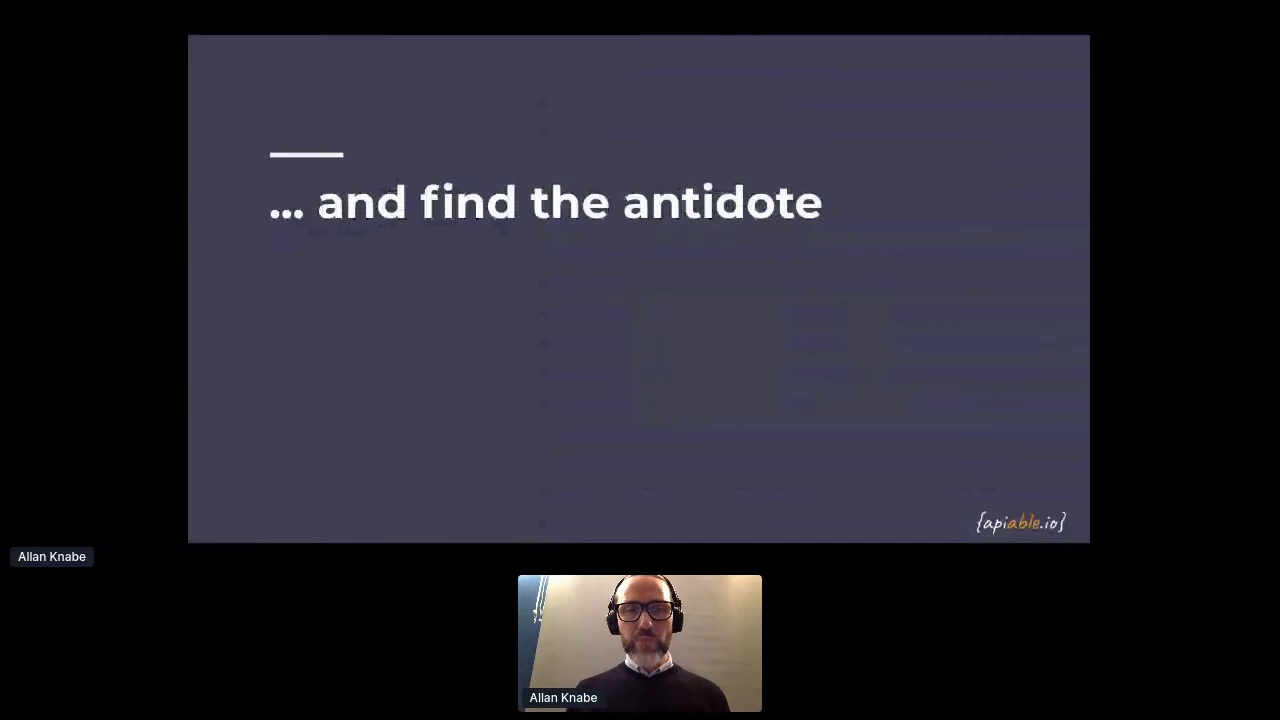 ... and find the antidote
{apiable.io}
Allan Knabe
Allan Knabe